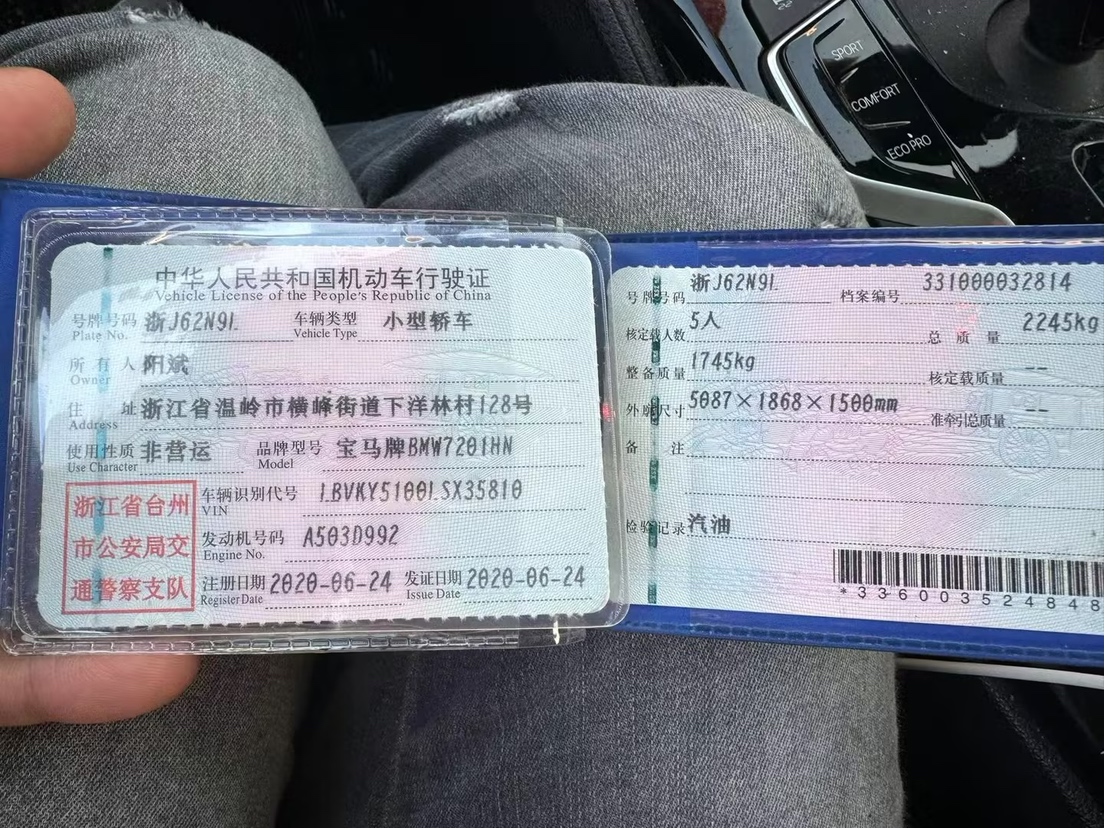 SPORT
COMFORT
ECO PRO
中华人民共和国机动车行驶证
Vehicle License of the People's Republic of China
号牌号码 浙J62N9L 车辆类型 小型轿车
Plate No. Vehicle Type
所有人 阳斌
Owner
住址 浙江省温岭市横峰街道下洋林村128号
Address
使用性质 非营运 品牌型号 宝马牌BMW7201HN
Use Character Model
浙江省台州
市公安局交
通警察支队
车辆识别代号 LBVKY5100LSX35810
VIN
发动机号码 A503D992
Engine No.
注册日期 2020-06-24 发证日期 2020-06-24
Register Date Issue Date
号牌号码 浙J62N9L 档案编号 331000032814
核定载人数 5人 总质量 2245kg
整备质量 1745kg 核定载质量 --
外廓尺寸 5087×1868×1500mm 准牵引总质量 --
备注
检验记录 汽油
*336003524848